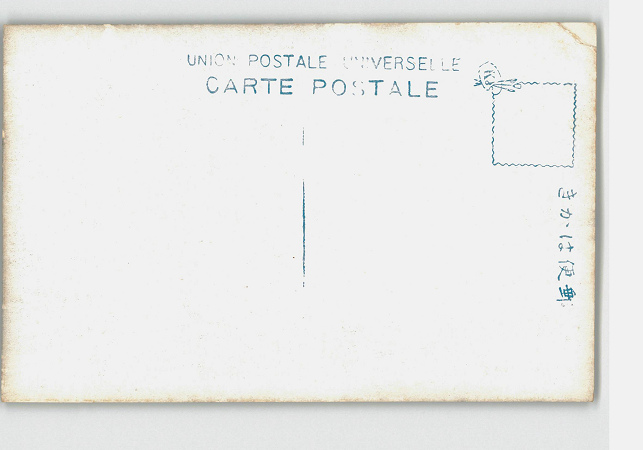 UNION POSTALE UNIVERSELLE
CARTE POSTALE
きかは便郵